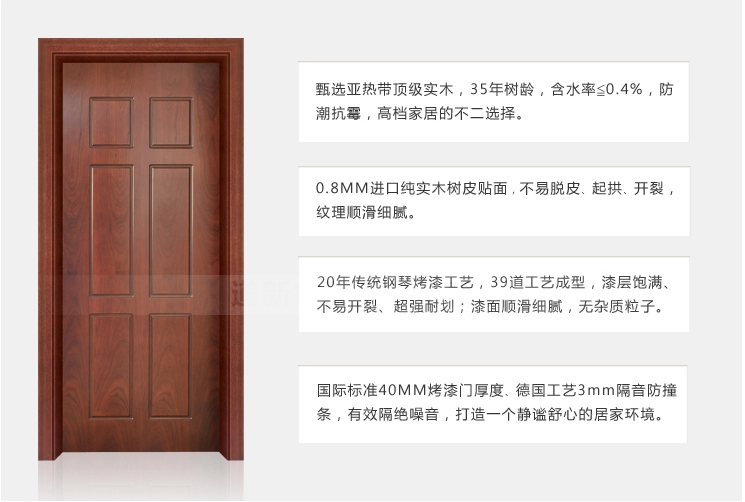 甄选亚热带顶级实木，35年树龄，含水率≦0.4%，防
潮抗霉，高档家居的不二选择。
0.8MM进口纯实木树皮贴面，不易脱皮、起拱、开裂，
纹理顺滑细腻。
20年传统钢琴烤漆工艺，39道工艺成型，漆层饱满、
不易开裂、超强耐划；漆面顺滑细腻，无杂质粒子。
国际标准40MM烤漆门厚度、德国工艺3mm隔音防撞
条，有效隔绝噪音，打造一个静谧舒心的居家环境。